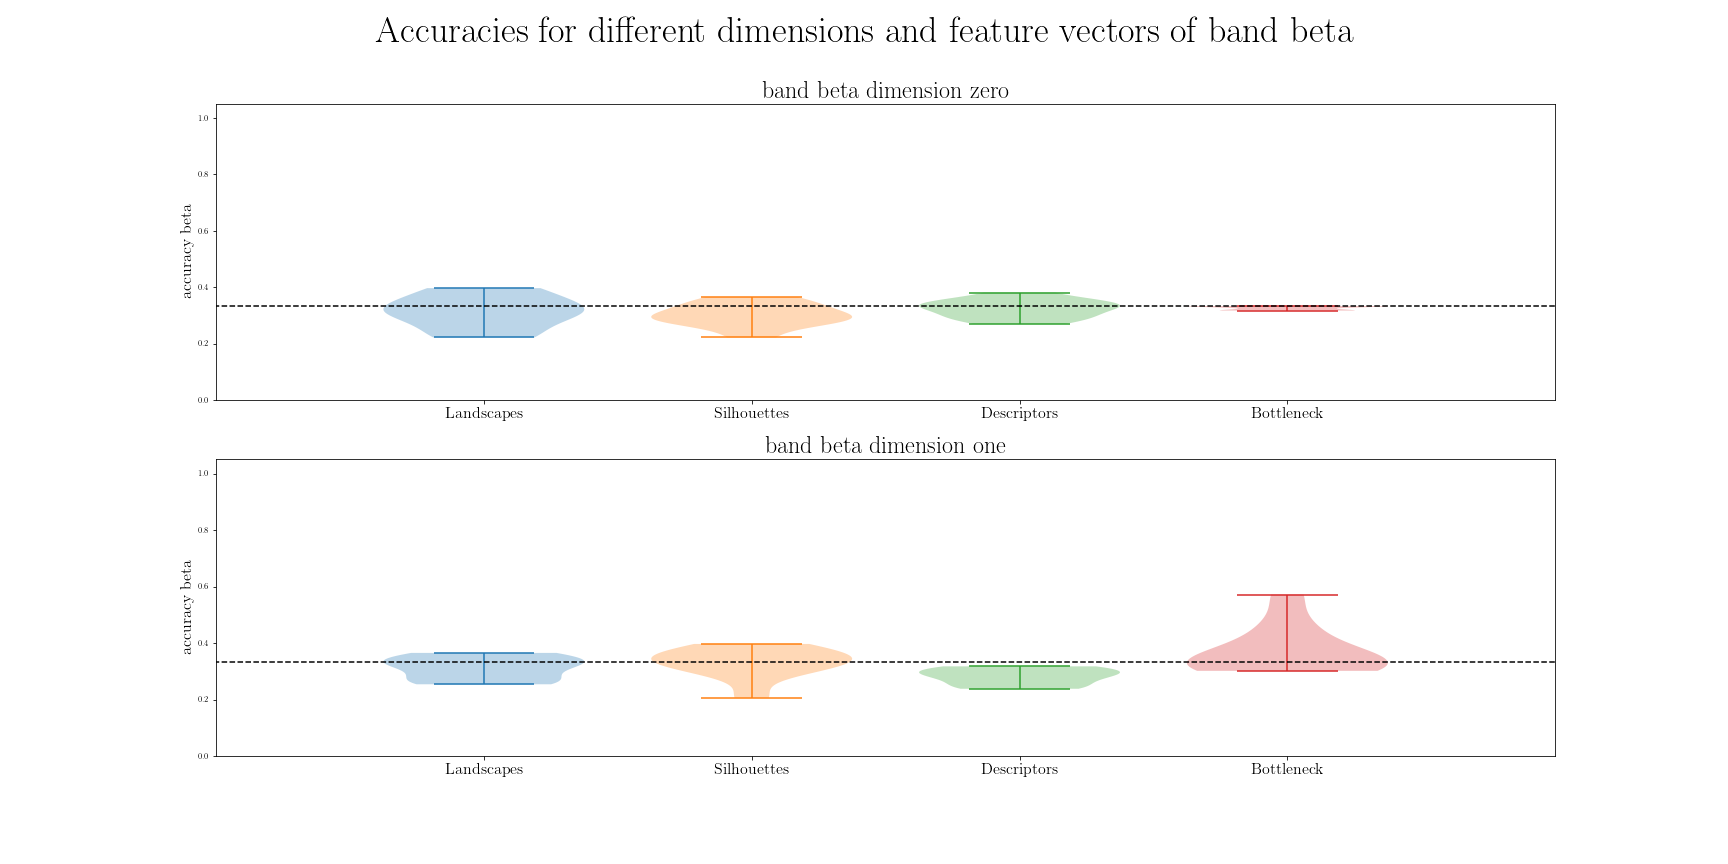 Accuracies for different dimensions and feature vectors of band beta
band beta dimension zero
accuracy beta
1.0
0.8
0.6
0.4
0.2
0.0
Landscapes Silhouettes Descriptors Bottleneck
band beta dimension one
accuracy beta
1.0
0.8
0.6
0.4
0.2
0.0
Landscapes Silhouettes Descriptors Bottleneck